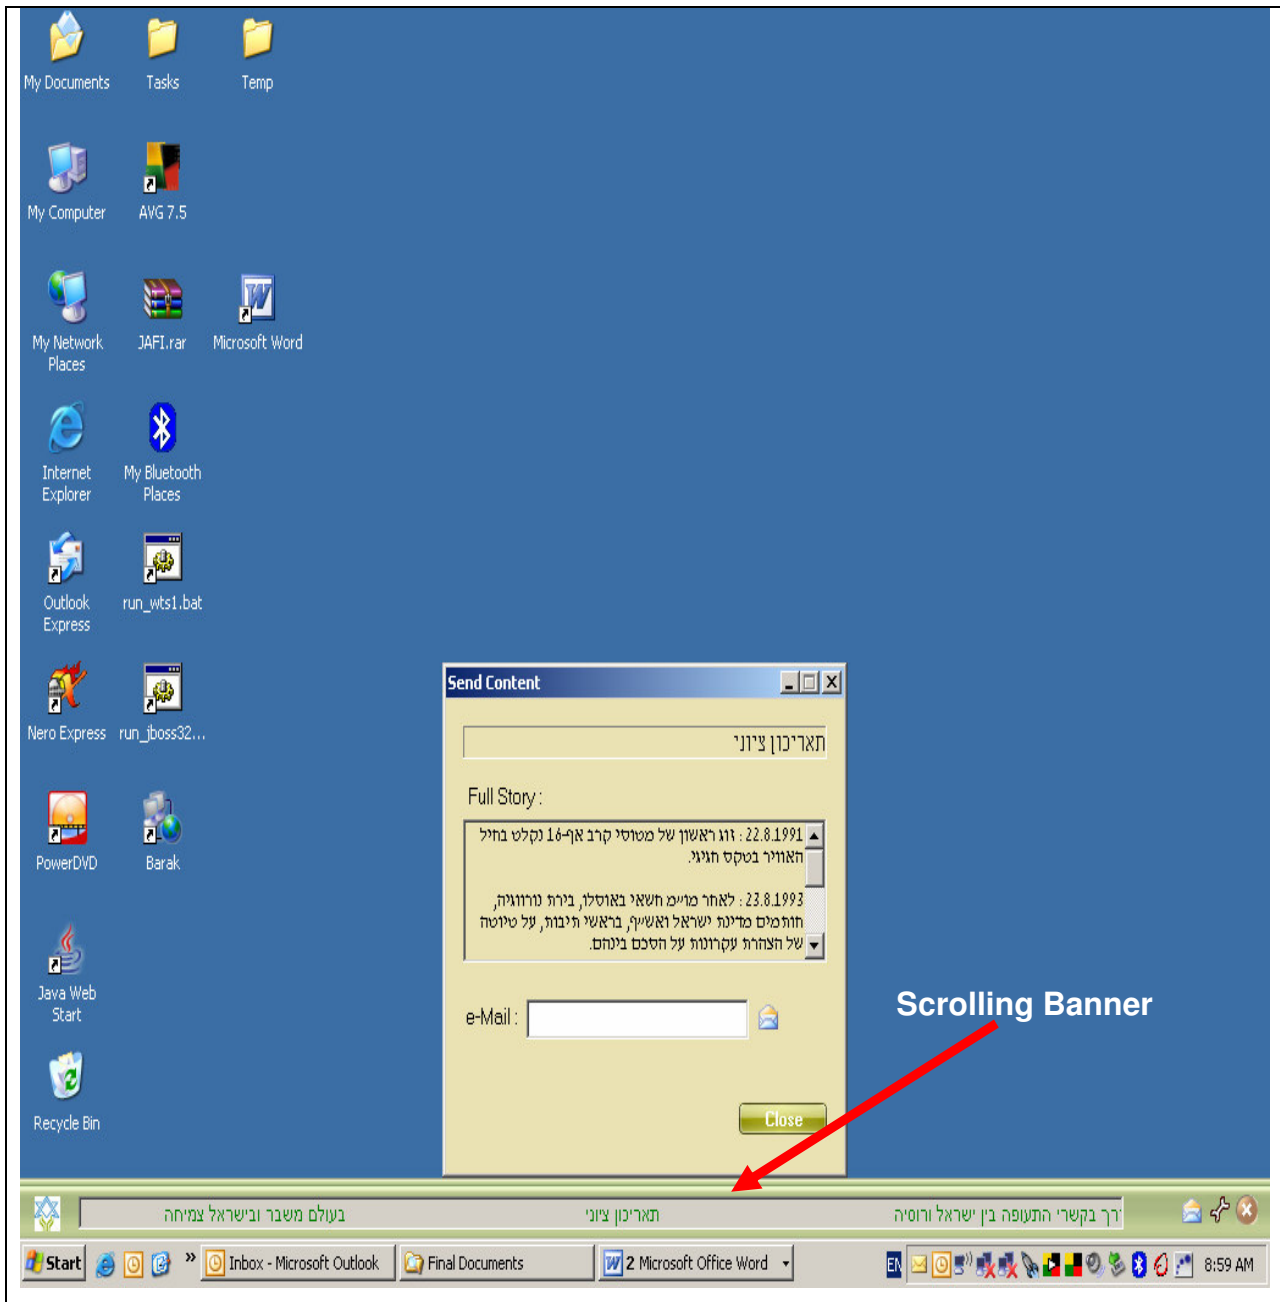 My Documents
Tasks
Temp
My Computer
AVG 7.5
My Network
Places
JAFI.rar
Microsoft Word
Internet
Explorer
My Bluetooth
Places
Outlook
Express
run_wts1.bat
Nero Express
run_jboss32...
PowerDVD
Barak
Java Web
Start
Recycle Bin
Send Content
תאריכון ציוני
Full Story :
22.8.1991 : זוג ראשון של מטוסי קרב אף-16 נקלט בחיל
האוויר בטקס חגיגי.
23.8.1993 : לאחר מו״מ חשאי באוסלו, בירת נורווגיה,
חותמים מדינת ישראל ואש״ף, בראשי תיבות, על טיוטה
של הצהרת עקרונות על הסכם בינהם.
e-Mail :
Close
Scrolling Banner
רך בקשרי התעופה בין ישראל ורוסיה
תאריכון ציוני
בעולם משבר ובישראל צמיחה
Start
Inbox - Microsoft Outlook
Final Documents
2 Microsoft Office Word
EN
8:59 AM